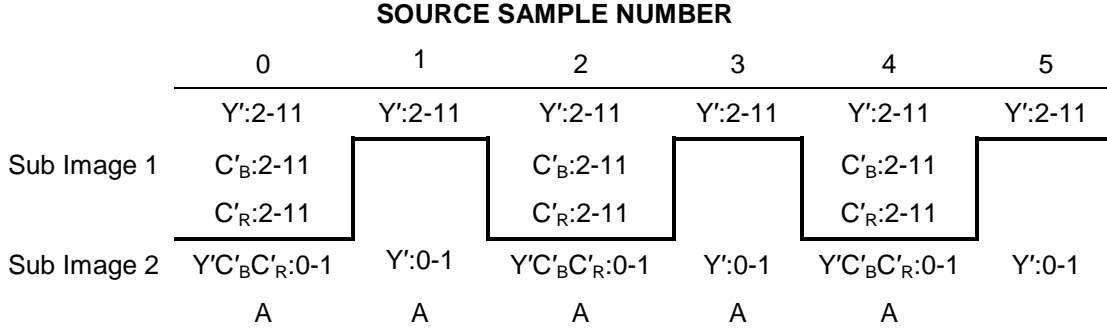 SOURCE SAMPLE NUMBER
0 1 2 3 4 5
Y′:2-11 Y′:2-11 Y′:2-11 Y′:2-11 Y′:2-11 Y′:2-11
Sub Image 1 C′B:2-11 C′B:2-11 C′B:2-11
C′R:2-11 C′R:2-11 C′R:2-11
Sub Image 2 Y′C′BC′R:0-1 Y′:0-1 Y′C′BC′R:0-1 Y′:0-1 Y′C′BC′R:0-1 Y′:0-1
A A A A A